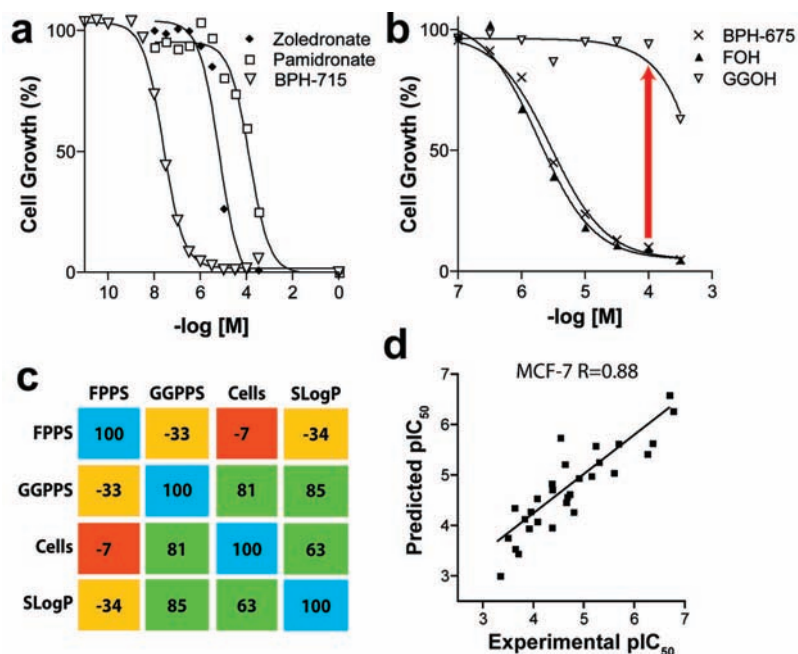 a
100
50
0
Cell Growth (%)
10
8
6
4
2
0
-log [M]
Zoledronate
Pamidronate
BPH-715
b
100
50
0
Cell Growth (%)
7
6
5
4
3
-log [M]
BPH-675
FOH
GGOH
c
FPPS GGPPS Cells SLogP
FPPS 100 -33 -7 -34
GGPPS -33 100 81 85
Cells -7 81 100 63
SLogP -34 85 63 100
d
MCF-7 R=0.88
7
6
5
4
3
Predicted pIC50
3 4 5 6 7
Experimental pIC50